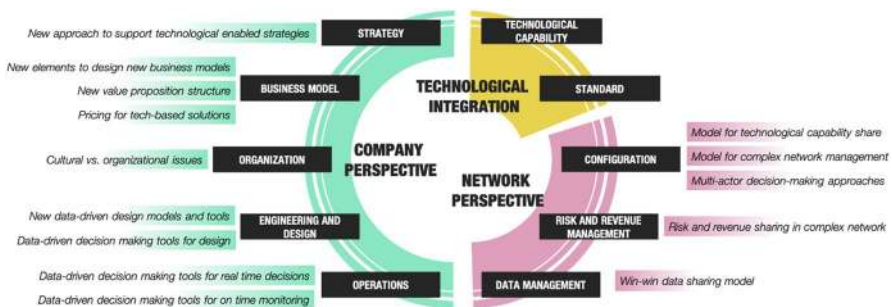 New approach to support technological enabled strategies
STRATEGY
New elements to design new business models
New value proposition structure
Pricing for tech-based solutions
BUSINESS MODEL
Cultural vs. organizational issues
ORGANIZATION
New data-driven design models and tools
Data-driven decision making tools for design
ENGINEERING AND
DESIGN
Data-driven decision making tools for real time decisions
Data-driven decision making tools for on time monitoring
OPERATIONS
COMPANY
PERSPECTIVE
TECHNOLOGICAL
INTEGRATION
TECHNOLOGICAL
CAPABILITY
STANDARD
NETWORK
PERSPECTIVE
CONFIGURATION
Model for technological capability share
Model for complex network management
Multi-actor decision-making approaches
RISK AND REVENUE
MANAGEMENT
Risk and revenue sharing in complex network
DATA MANAGEMENT
Win-win data sharing model